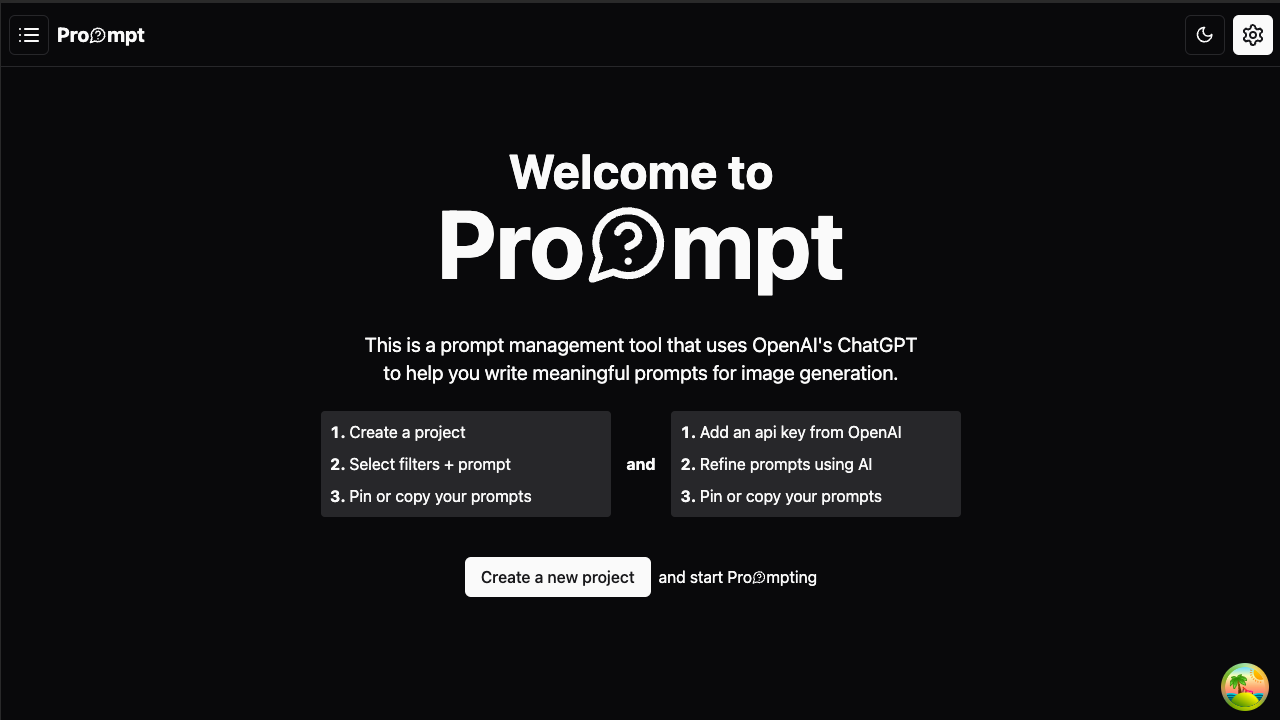 Pro?mpt
Welcome to
Pro?mpt
This is a prompt management tool that uses OpenAI's ChatGPT
to help you write meaningful prompts for image generation.
1. Create a project
2. Select filters + prompt
3. Pin or copy your prompts
and
1. Add an api key from OpenAI
2. Refine prompts using AI
3. Pin or copy your prompts
Create a new project and start Pro?mpting